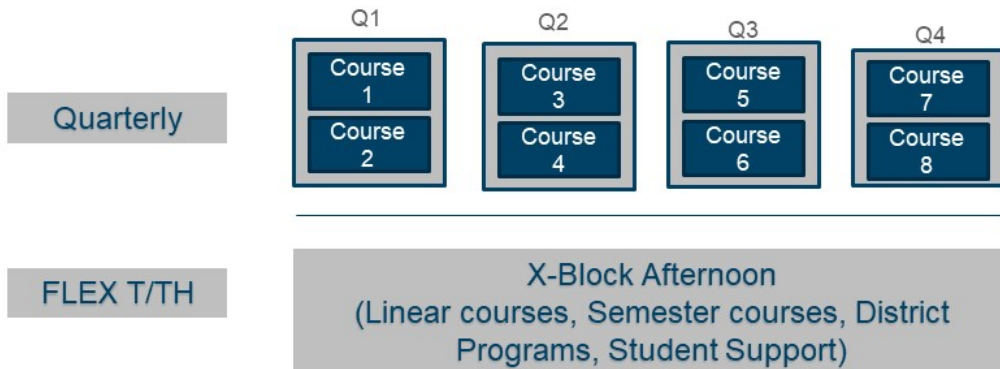 Q1
Q2
Q3
Q4
Quarterly
Course
1
Course
2
Course
3
Course
4
Course
5
Course
6
Course
7
Course
8
FLEX T/TH
X-Block Afternoon
(Linear courses, Semester courses, District
Programs, Student Support)